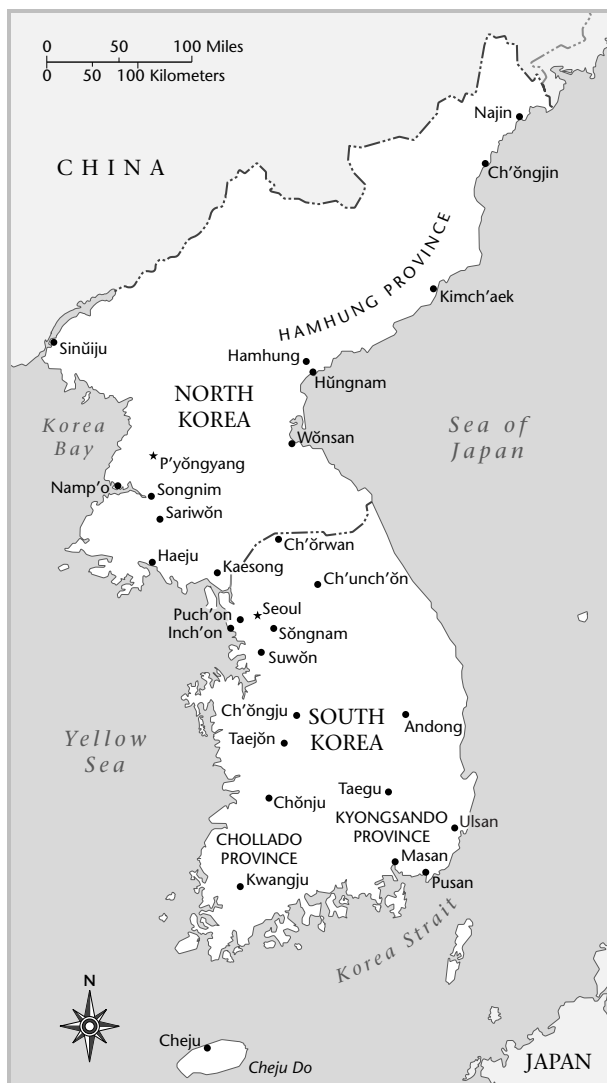 0 50 100 Miles
0 50 100 Kilometers
CHINA
Najin
Ch’ŏngjin
HAMHUNG PROVINCE
Kimch’aek
Sinŭiju
Hamhung
Hŭngnam
NORTH
KOREA
Korea
Bay
Sea of
Japan
Wŏnsan
P’yŏngyang
Namp’o
Songnim
Sariwŏn
Ch’ŏrwan
Haeju
Kaesong
Ch’unch’ŏn
Puch’on
Seoul
Inch’on
Sŏngnam
Suwŏn
Ch’ŏngju
SOUTH
KOREA
Andong
Yellow
Sea
Taejŏn
Taegu
Chŏnju
KYONGSANDO
PROVINCE
Ulsan
CHOLLADO
PROVINCE
Masan
Kwangju
Pusan
Korea Strait
N
Cheju
Cheju Do
JAPAN